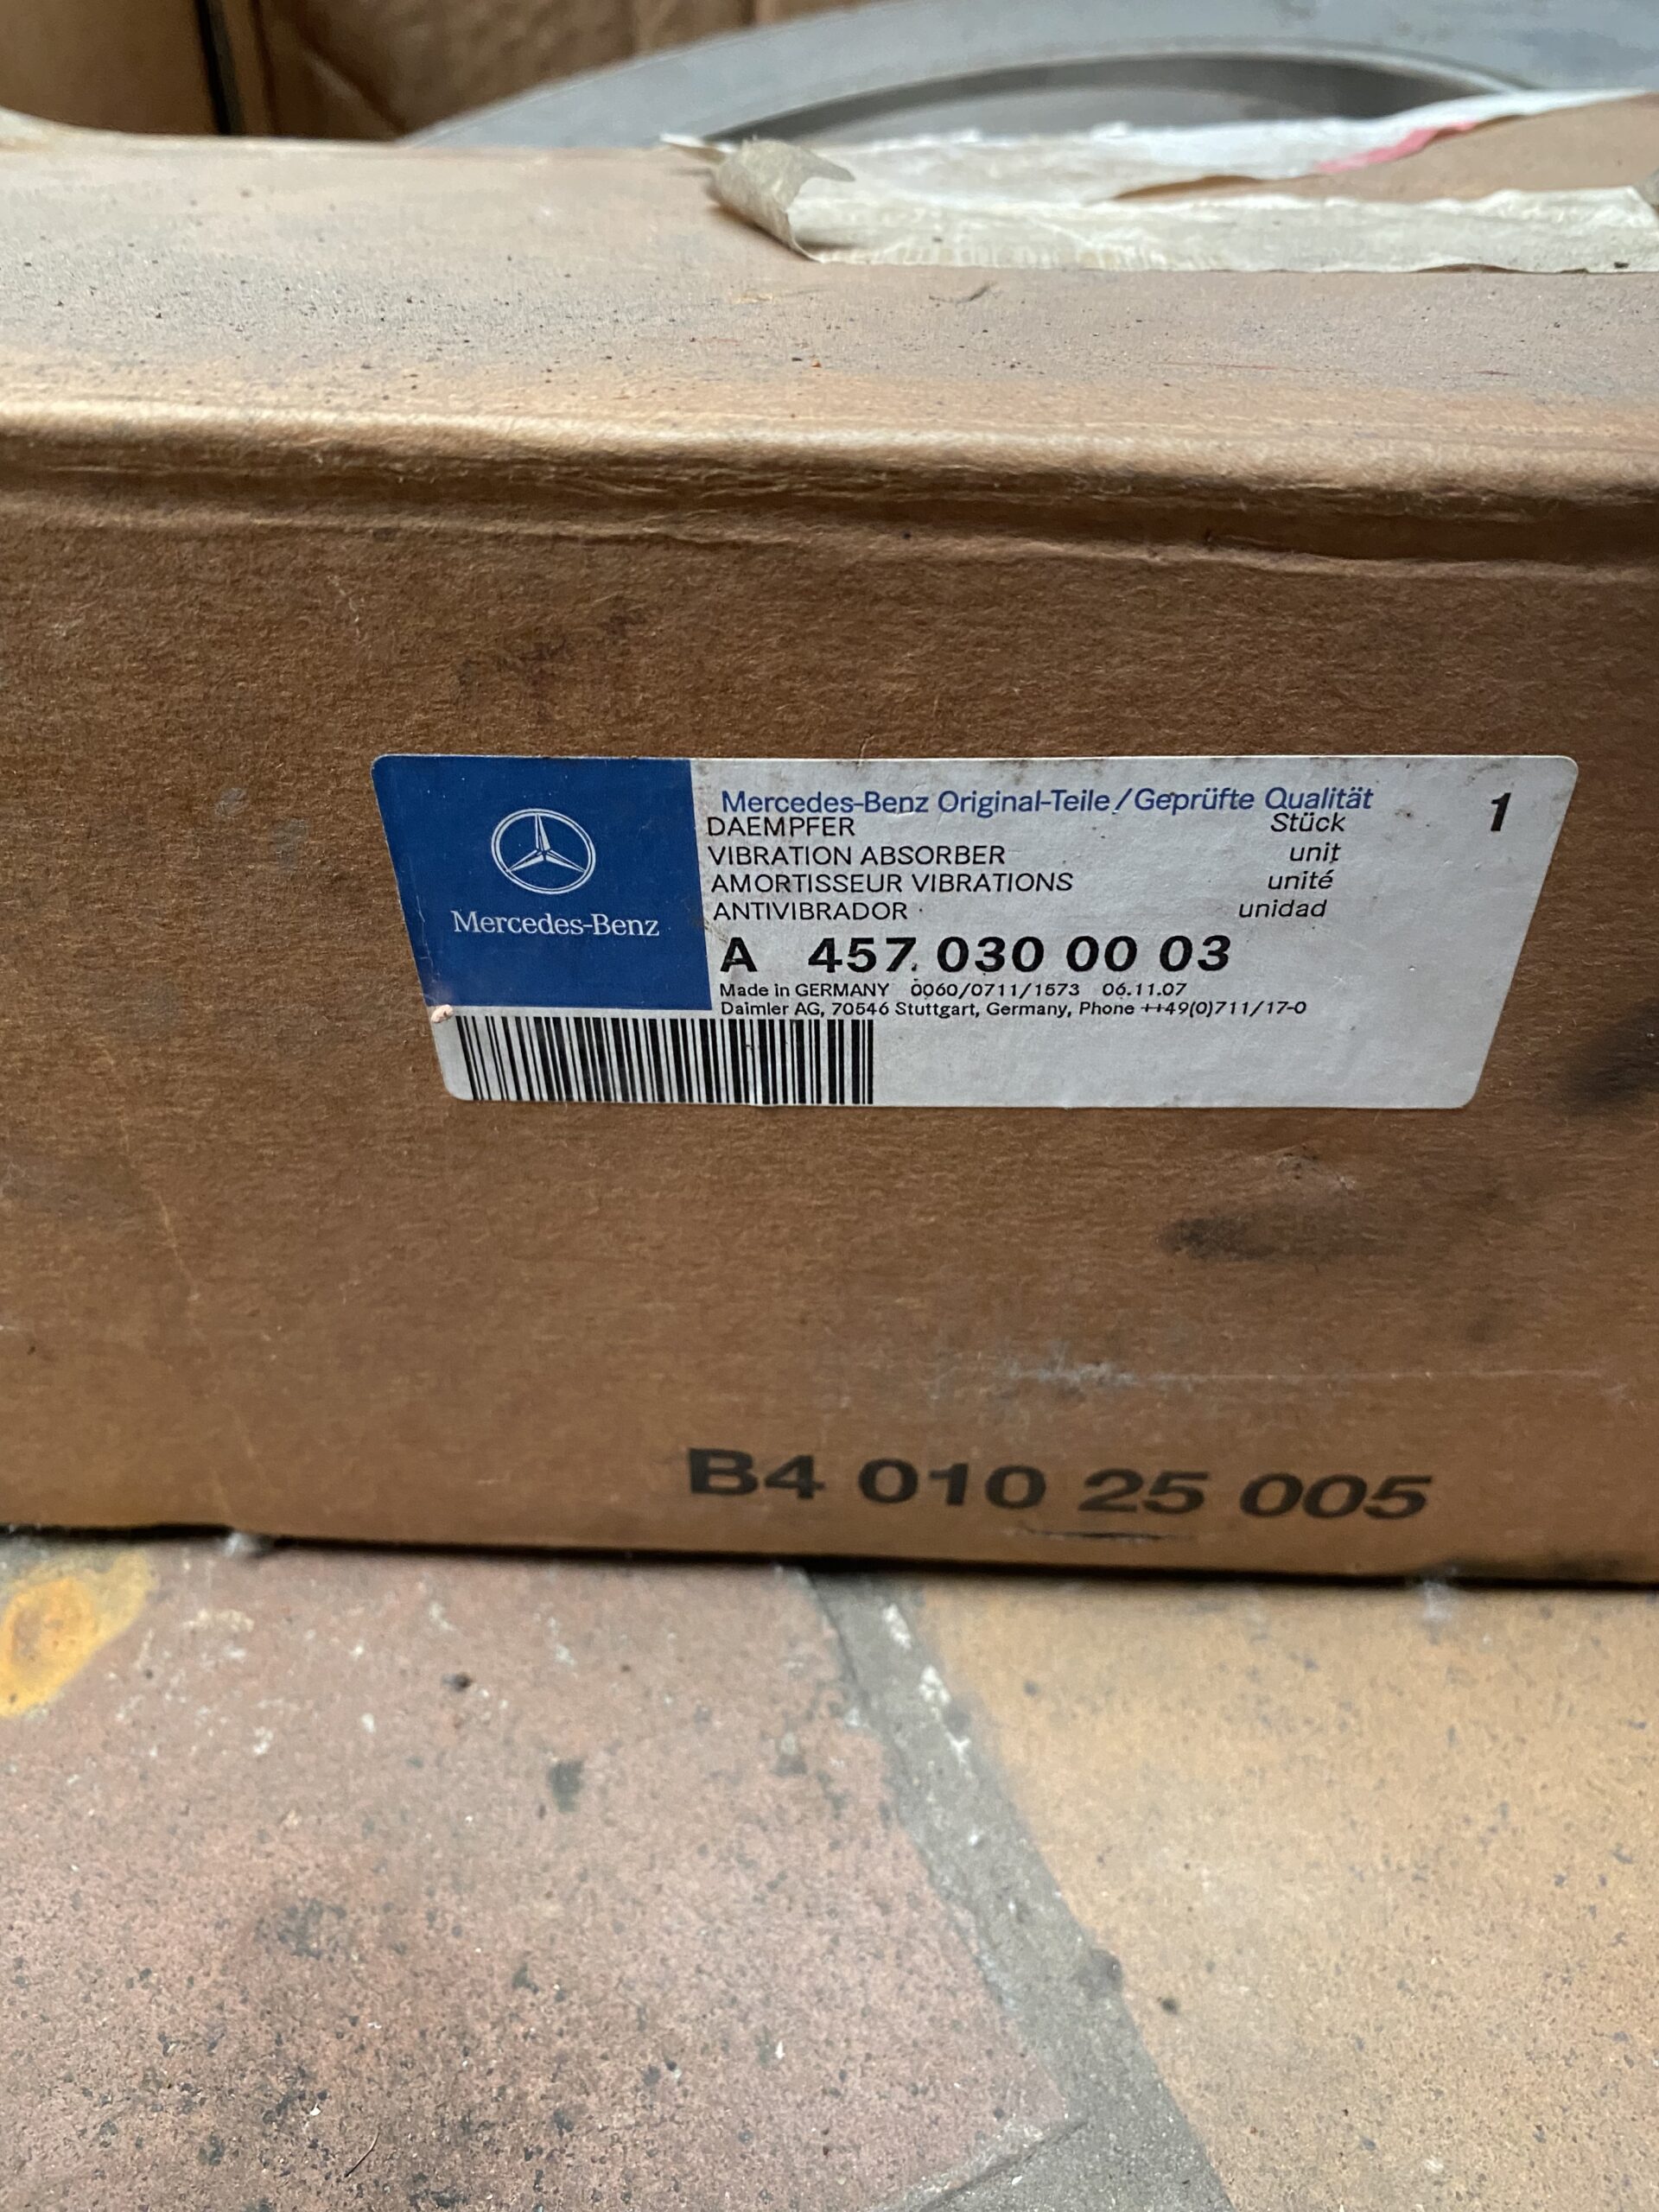 Mercedes-Benz
Mercedes-Benz Original-Teile/Geprüfte Qualität
DAEMPFER Stück 1
VIBRATION ABSORBER unit
AMORTISSEUR VIBRATIONS unité
ANTIVIBRADOR unidad
A 457 030 00 03
Made in GERMANY 0060/0711/1573 06.11.07
Daimler AG, 70546 Stuttgart, Germany, Phone ++49(0)711/17-0
B4 010 25 005